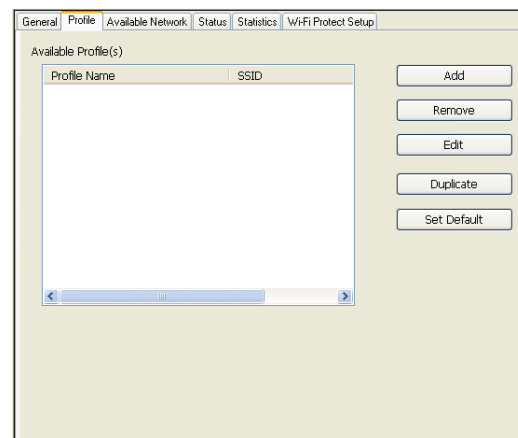 General Profile Available Network Status Statistics Wi-Fi Protect Setup
Available Profile(s)
Profile Name SSID
Add
Remove
Edit
Duplicate
Set Default